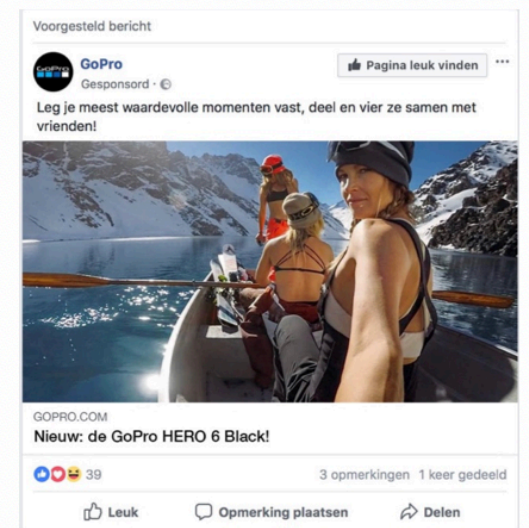 Voorgesteld bericht
GoPro
GoPro
Pagina leuk vinden
Gesponsord ·
Leg je meest waardevolle momenten vast, deel en vier ze samen met
vrienden!
GOPRO.COM
Nieuw: de GoPro HERO 6 Black!
39
3 opmerkingen 1 keer gedeeld
Leuk Opmerking plaatsen Delen